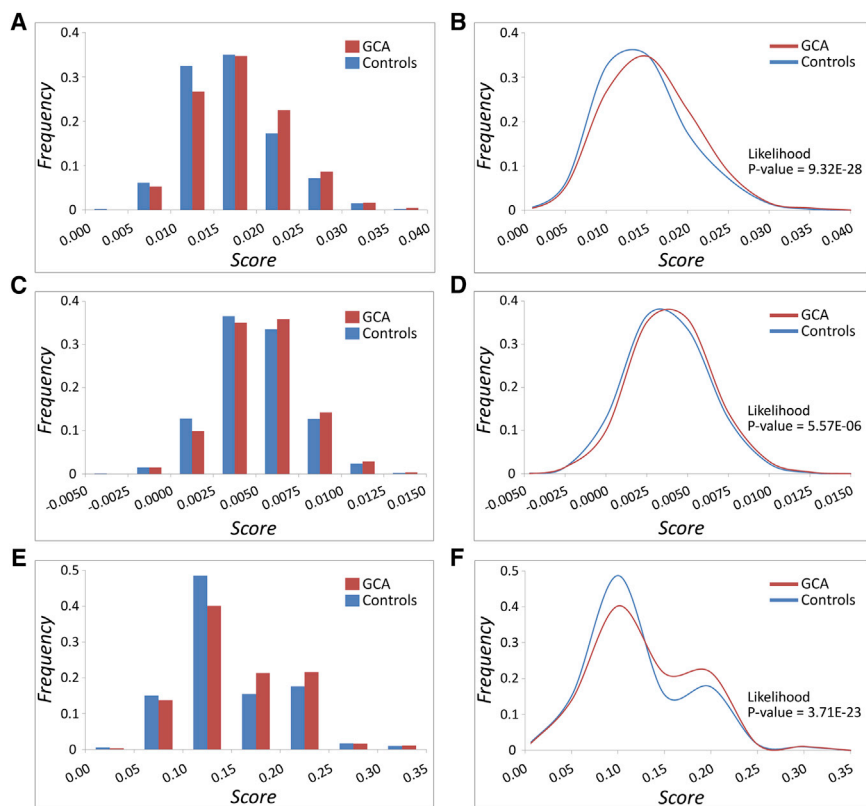 A
B
0.4
0.3
0.2
0.1
0
Frequency
GCA
Controls
0.000
0.005
0.010
0.015
0.020
0.025
0.030
0.035
0.040
Score
0.4
0.3
0.2
0.1
0
Frequency
GCA
Controls
Likelihood
P-value = 9.32E-28
0.000
0.005
0.010
0.015
0.020
0.030
0.035
0.040
Score
C
D
0.4
0.3
0.2
0.1
0
Frequency
GCA
Controls
-0.0050
-0.0025
0.0000
0.0025
0.0050
0.0075
0.0100
0.0150
Score
0.4
0.3
0.2
0.1
0
Frequency
GCA
Controls
Likelihood
P-value = 5.57E-06
-0.0050
-0.0025
0.0000
0.0025
0.0050
0.0075
0.0100
0.0150
Score
E
F
0.5
0.4
0.3
0.2
0.1
0
Frequency
GCA
Controls
0.00
0.05
0.10
0.15
0.20
0.25
0.30
0.35
Score
0.5
0.4
0.3
0.2
0.1
0
Frequency
GCA
Controls
Likelihood
P-value = 3.71E-23
0.00
0.05
0.10
0.15
0.20
0.25
0.30
0.35
Score